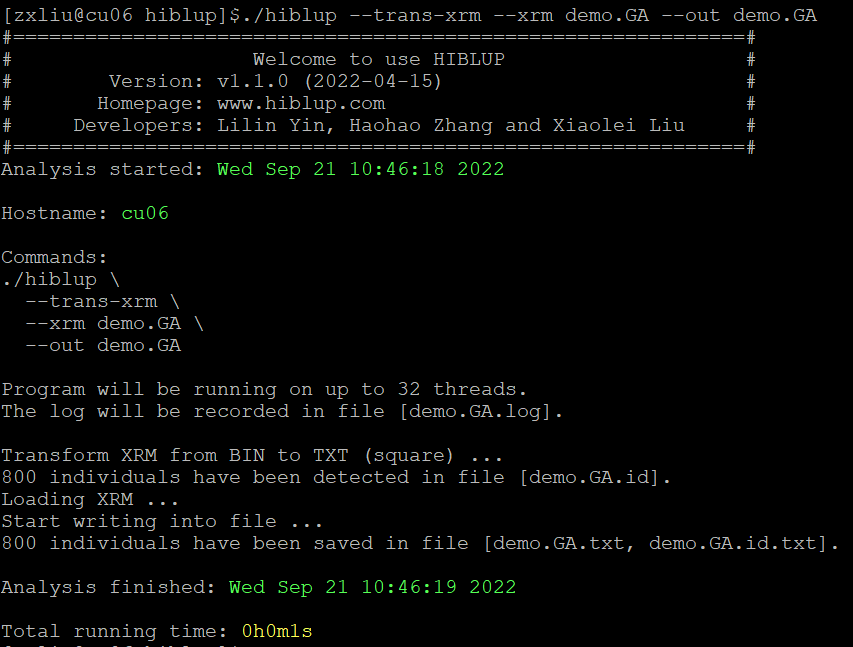 [zxliu@cu06 hiblup]$./hiblup --trans-xrm --xrm demo.GA --out demo.GA
#=============================================================#
# Welcome to use HIBLUP #
# Version: v1.1.0 (2022-04-15) #
# Homepage: www.hiblup.com #
# Developers: Lilin Yin, Haohao Zhang and Xiaolei Liu #
#=============================================================#
Analysis started: Wed Sep 21 10:46:18 2022
Hostname: cu06
Commands:
./hiblup \
--trans-xrm \
--xrm demo.GA \
--out demo.GA
Program will be running on up to 32 threads.
The log will be recorded in file [demo.GA.log].
Transform XRM from BIN to TXT (square) ...
800 individuals have been detected in file [demo.GA.id].
Loading XRM ...
Start writing into file ...
800 individuals have been saved in file [demo.GA.txt, demo.GA.id.txt].
Analysis finished: Wed Sep 21 10:46:19 2022
Total running time: 0h0m1s